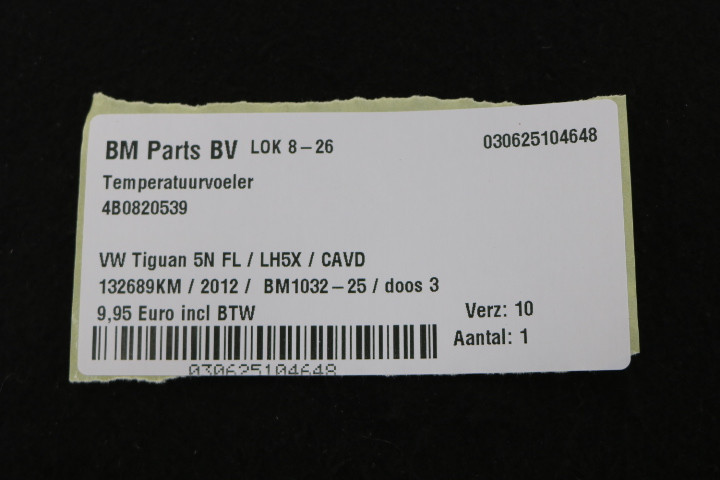 BM Parts BV LOK 8-26 030625104648
Temperatuurvoeler
4B0820539
VW Tiguan 5N FL / LH5X / CAVD
132689KM / 2012 / BM1032-25 / doos 3
9,95 Euro incl BTW Verz: 10
Aantal: 1
030625104648